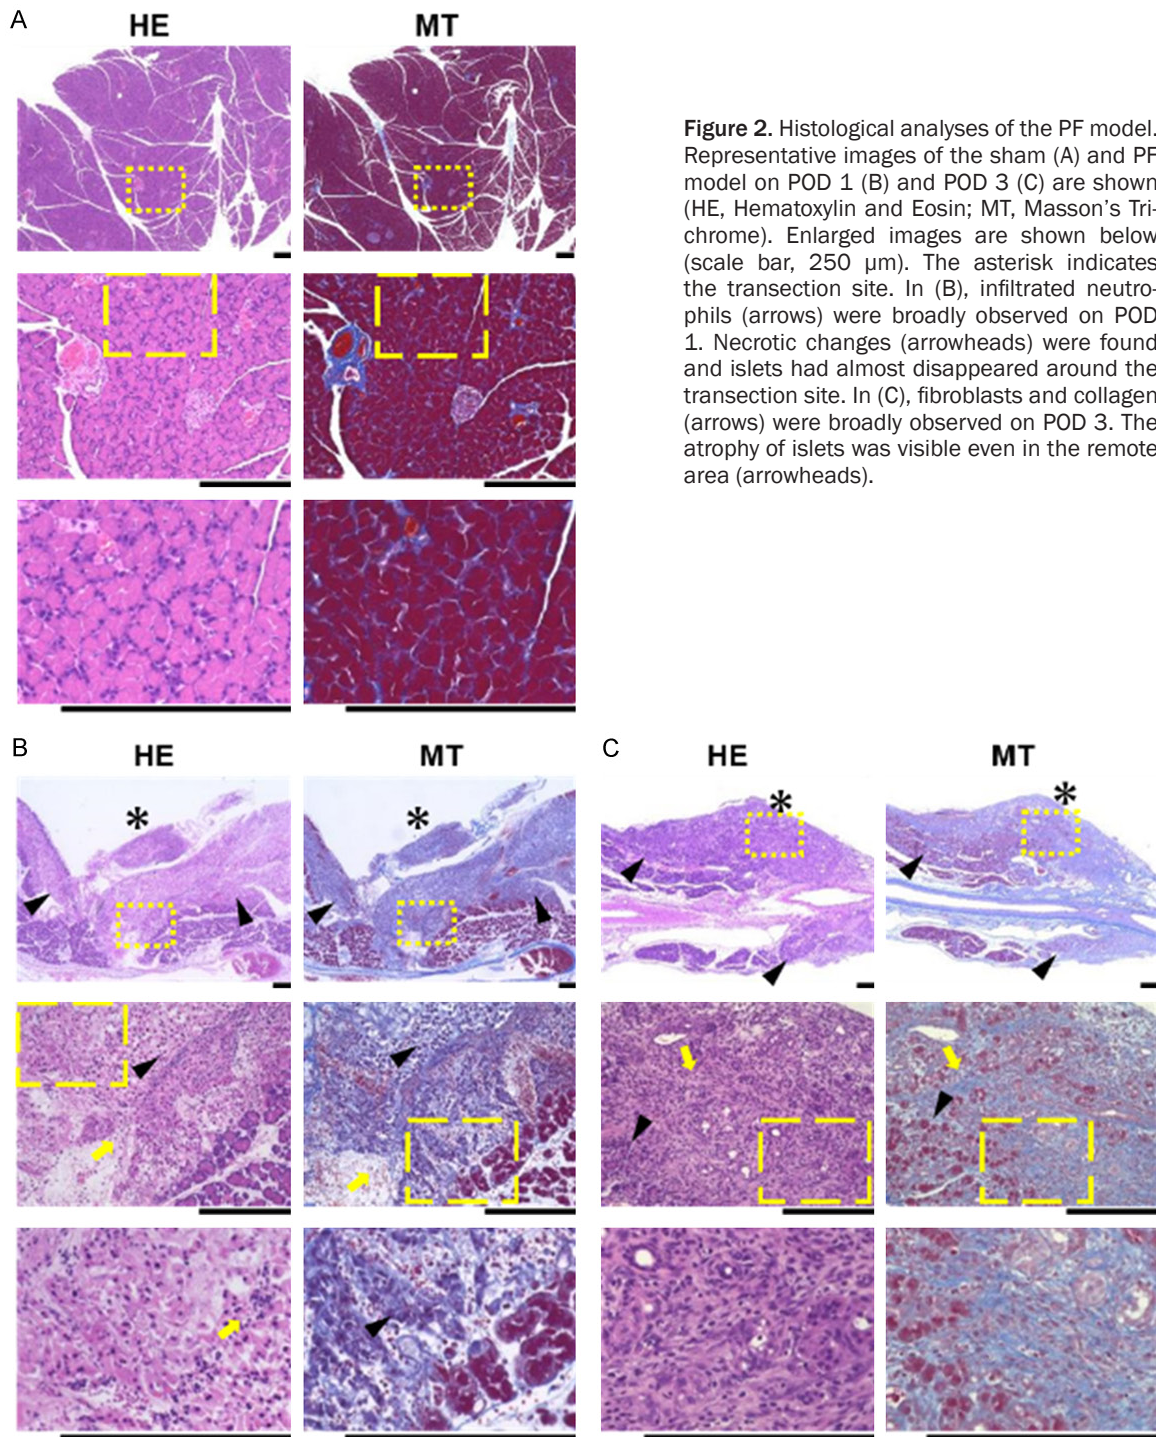 A
HE
MT
Figure 2. Histological analyses of the PF model.
Representative images of the sham (A) and PF
model on POD 1 (B) and POD 3 (C) are shown
(HE, Hematoxylin and Eosin; MT, Masson's Tri-
chrome). Enlarged images are shown below
(scale bar, 250 μm). The asterisk indicates
the transection site. In (B), infiltrated neutro-
phils (arrows) were broadly observed on POD
1. Necrotic changes (arrowheads) were found
and islets had almost disappeared around the
transection site. In (C), fibroblasts and collagen
(arrows) were broadly observed on POD 3. The
atrophy of islets was visible even in the remote
area (arrowheads).
B
HE
MT
*
*
C
HE
MT
*
*